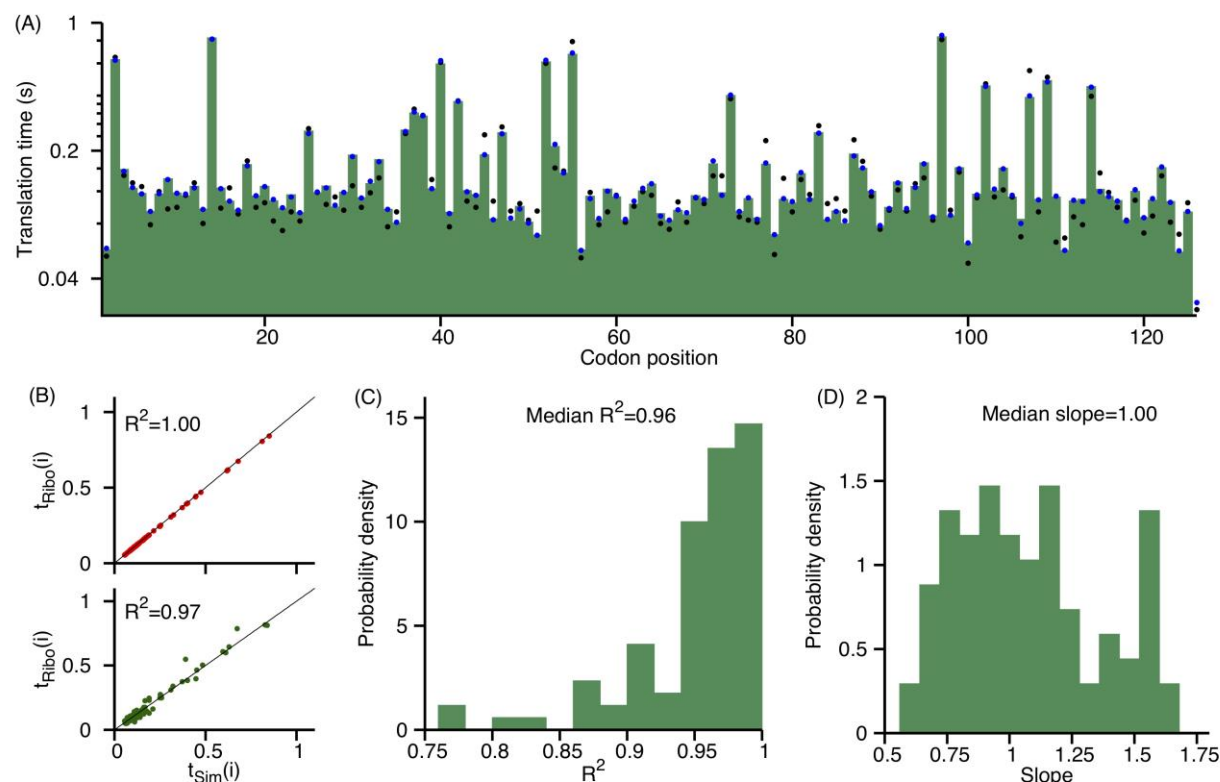 (A)
Translation time (s)
1
0.2
0.04
20 40 60 80 100 120
Codon position
(B)
R²=1.00
t_Ribo(i)
1
0.5
0
R²=0.97
t_Ribo(i)
1
0.5
0
0 0.5 1
t_Sim(i)
(C)
Median R²=0.96
Probability density
15
10
5
0
0.75 0.8 0.85 0.9 0.95 1
R²
(D)
Median slope=1.00
Probability density
2
1.5
1
0.5
0
0.5 0.75 1 1.25 1.5 1.75
Slope